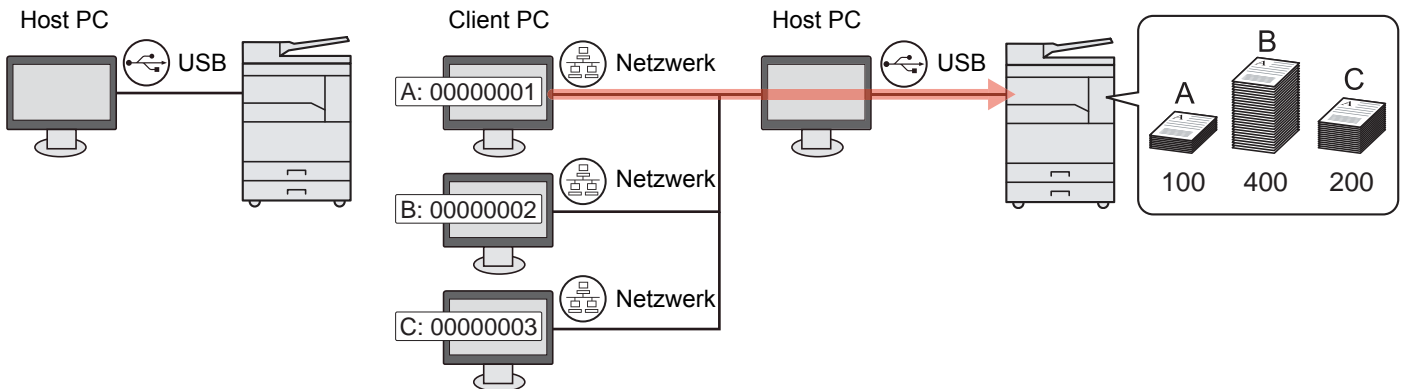 Host PC
USB
Client PC
Netzwerk
A: 00000001
Netzwerk
B: 00000002
Netzwerk
C: 00000003
Host PC
USB
A
B
C
100 400 200